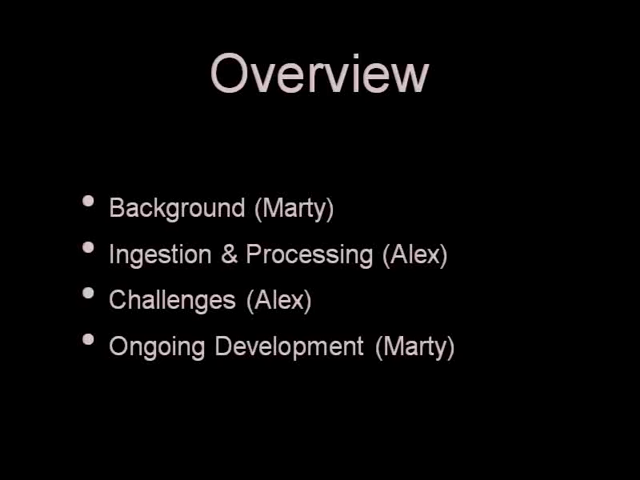 Overview
• Background (Marty)
• Ingestion & Processing (Alex)
• Challenges (Alex)
• Ongoing Development (Marty)